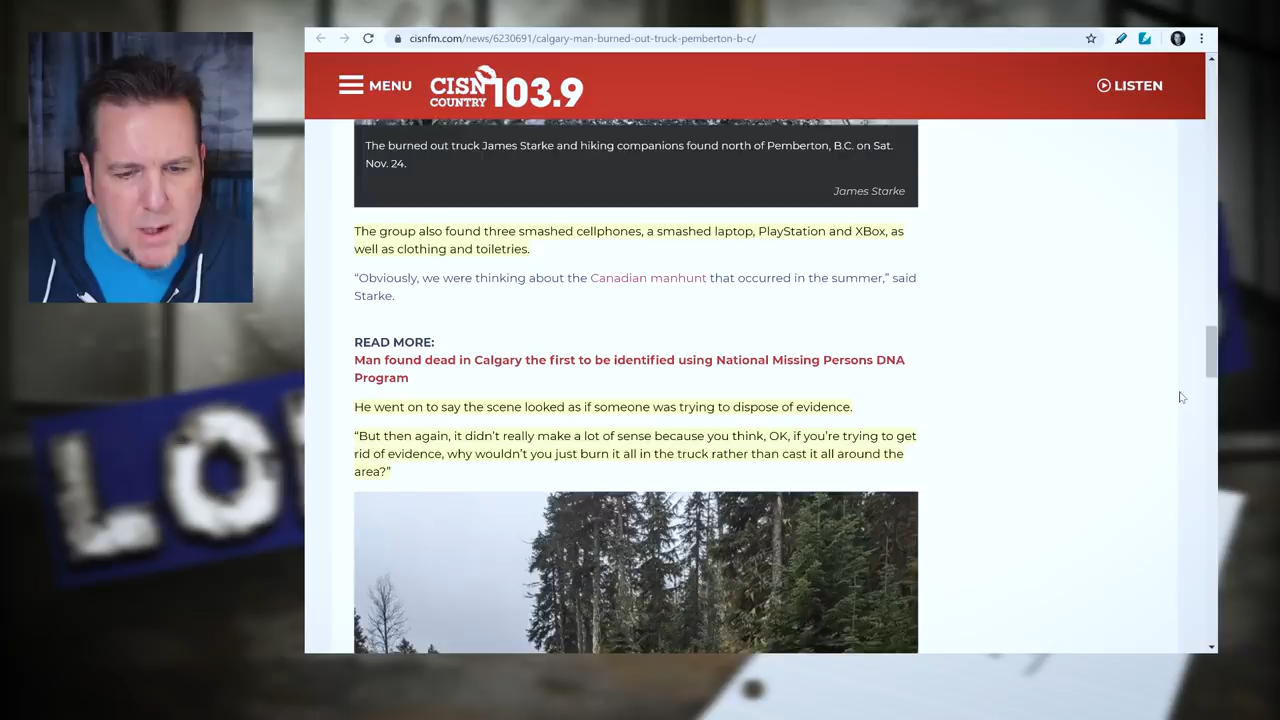 cisnfm.com/news/6230691/calgary-man-burned-out-truck-pemberton-b-c/
MENU
CISN
COUNTRY
103.9
LISTEN
The burned out truck James Starke and hiking companions found north of Pemberton, B.C. on Sat.
Nov. 24.
James Starke
The group also found three smashed cellphones, a smashed laptop, PlayStation and XBox, as
well as clothing and toiletries.
“Obviously, we were thinking about the Canadian manhunt that occurred in the summer,” said
Starke.
READ MORE:
Man found dead in Calgary the first to be identified using National Missing Persons DNA
Program
He went on to say the scene looked as if someone was trying to dispose of evidence.
“But then again, it didn’t really make a lot of sense because you think, OK, if you’re trying to get
rid of evidence, why wouldn’t you just burn it all in the truck rather than cast it all around the
area?”